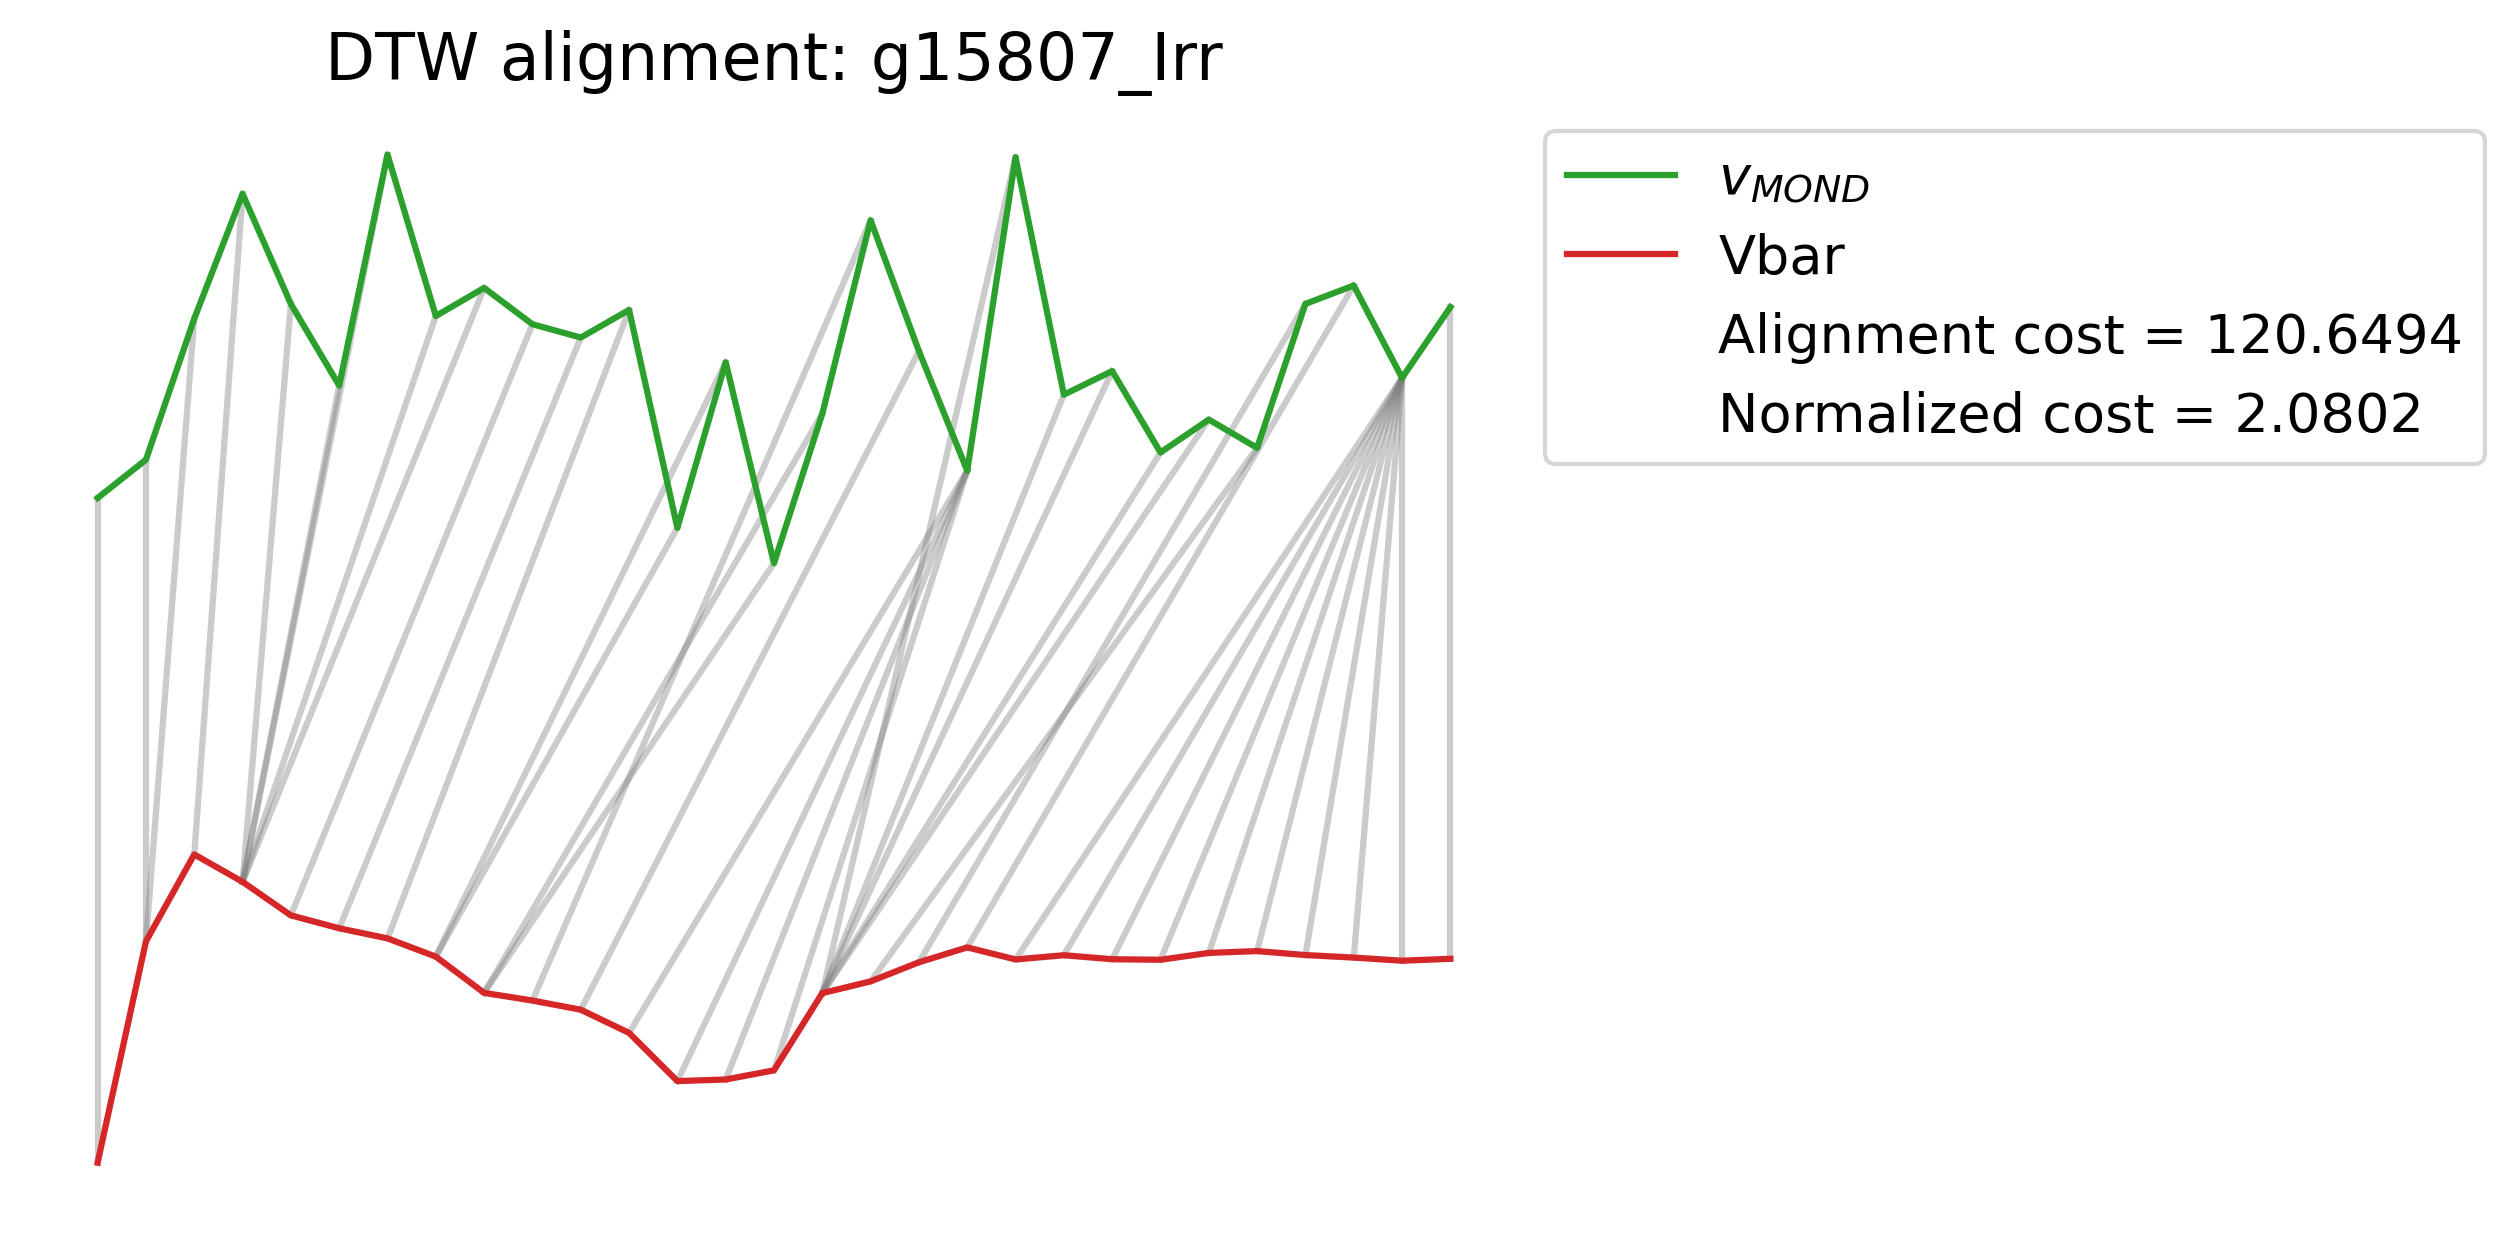 DTW alignment: g15807_Irr
v_MOND
Vbar
Alignment cost = 120.6494
Normalized cost = 2.0802